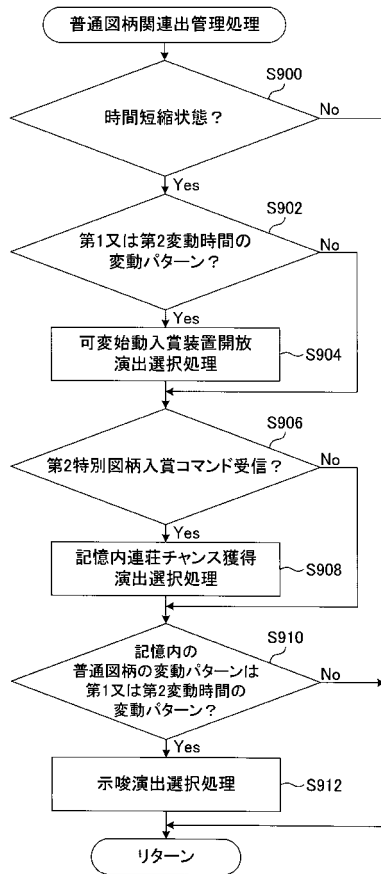 普通図柄関連出管理処理
S900
時間短縮状態？
No
Yes
S902
第1又は第2変動時間の
変動パターン？
No
Yes
可変始動入賞装置開放
演出選択処理
S904
S906
第2特別図柄入賞コマンド受信？
No
Yes
記憶内連荘チャンス獲得
演出選択処理
S908
S910
記憶内の
普通図柄の変動パターンは
第1又は第2変動時間の
変動パターン？
No
Yes
示唆演出選択処理
S912
リターン